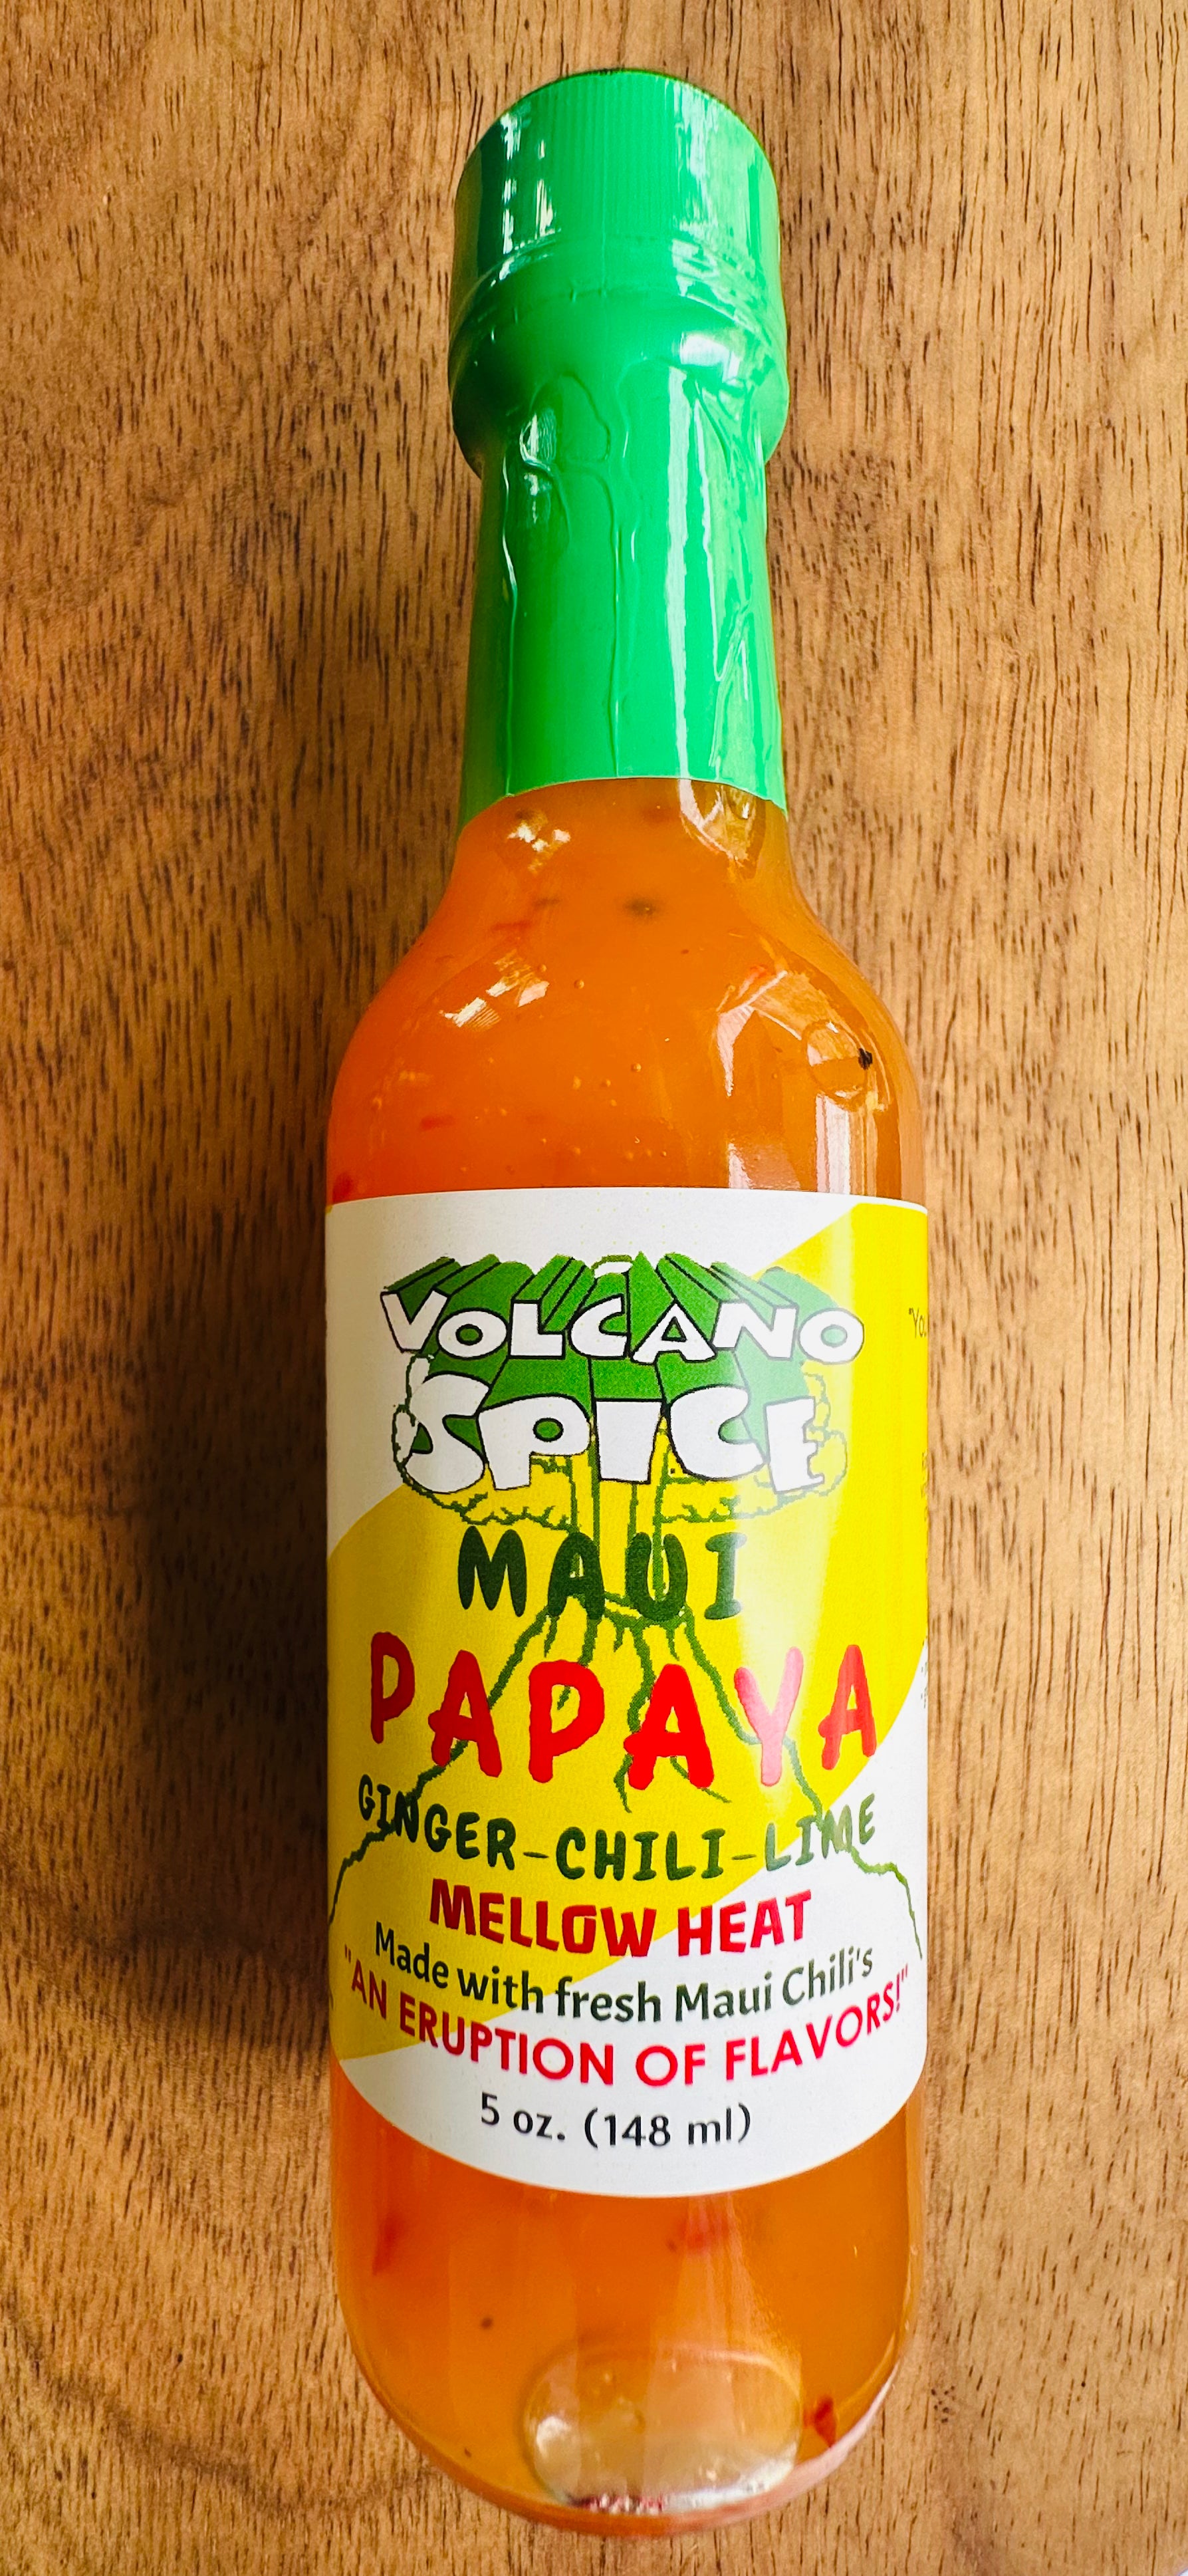 VOLCANO
SPICE
MAUI
PAPAYA
GINGER-CHILI-LIME
MELLOW HEAT
Made with fresh Maui Chili's
"AN ERUPTION OF FLAVORS!"
5 oz. (148 ml)